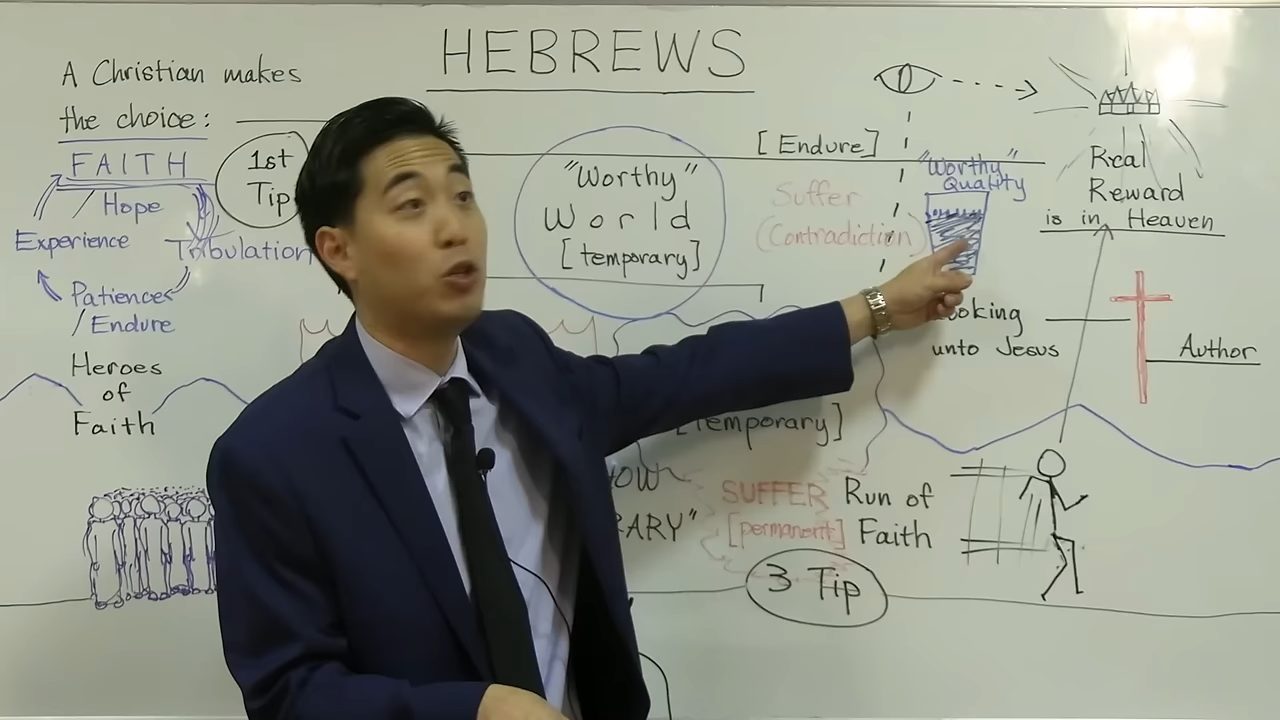 HEBREWS
A Christian makes
the choice:
FAITH
/ Hope
Experience
Tribulation
Patiences
/ Endure
1st
Tip
"Worthy"
World
[temporary]
[Endure]
Suffer
(Contradiction)
"Worthy"
Quality
Real
Reward
is in Heaven
Looking
unto Jesus
Author
Heroes
of
Faith
[Temporary]
SUFFER
[permanent]
Run of
Faith
3 Tip